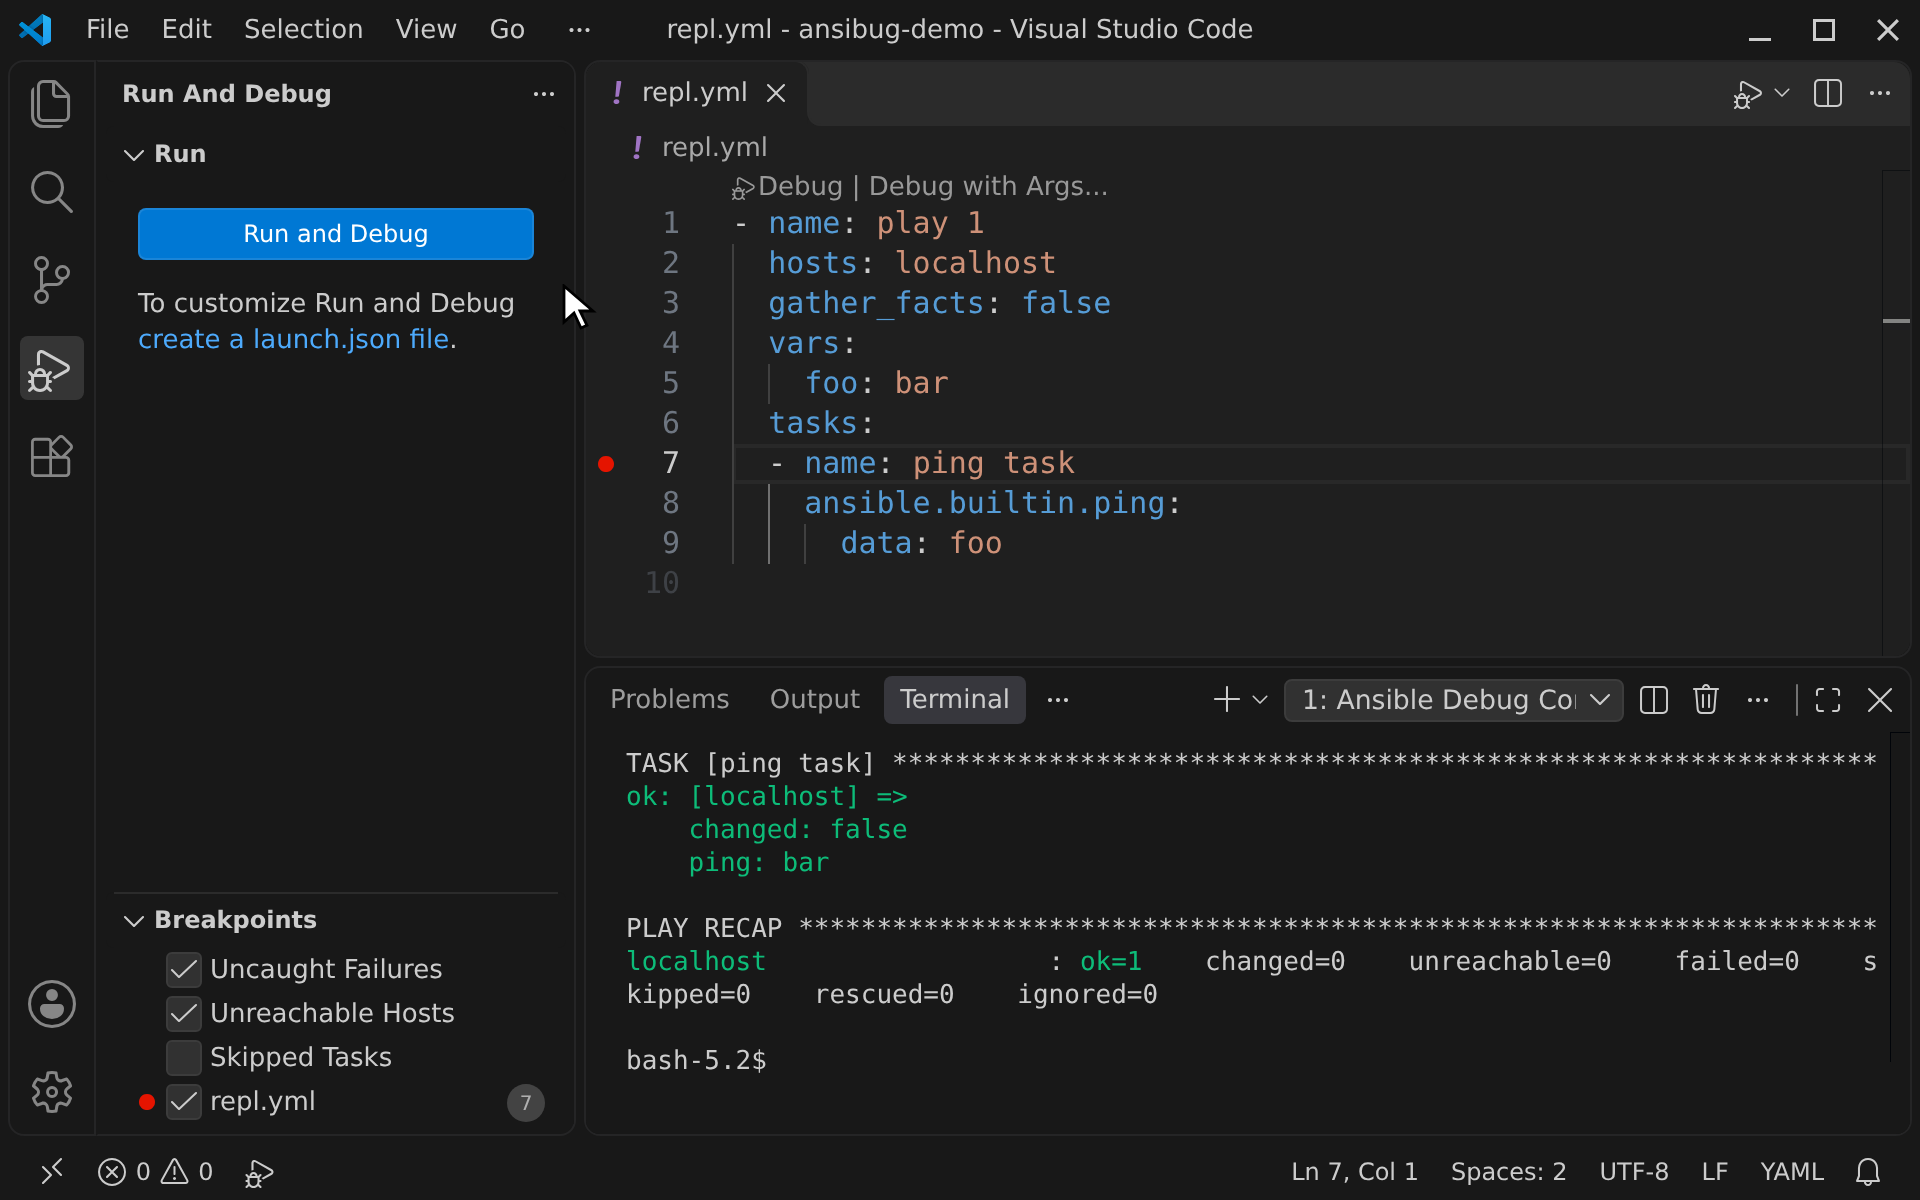 File Edit Selection View Go ··· repl.yml - ansibug-demo - Visual Studio Code
Run And Debug ···
Run
Run and Debug
To customize Run and Debug
create a launch.json file.
Breakpoints
Uncaught Failures
Unreachable Hosts
Skipped Tasks
repl.yml 7
! repl.yml
! repl.yml
Debug | Debug with Args...
1 - name: play 1
2 hosts: localhost
3 gather_facts: false
4 vars:
5 foo: bar
6 tasks:
7 - name: ping task
8 ansible.builtin.ping:
9 data: foo
10
Problems Output Terminal ··· 1: Ansible Debug Co
TASK [ping task] ***************************************************************
ok: [localhost] =>
changed: false
ping: bar
PLAY RECAP *********************************************************************
localhost : ok=1 changed=0 unreachable=0 failed=0 s
kipped=0 rescued=0 ignored=0
bash-5.2$
0 0 Ln 7, Col 1 Spaces: 2 UTF-8 LF YAML